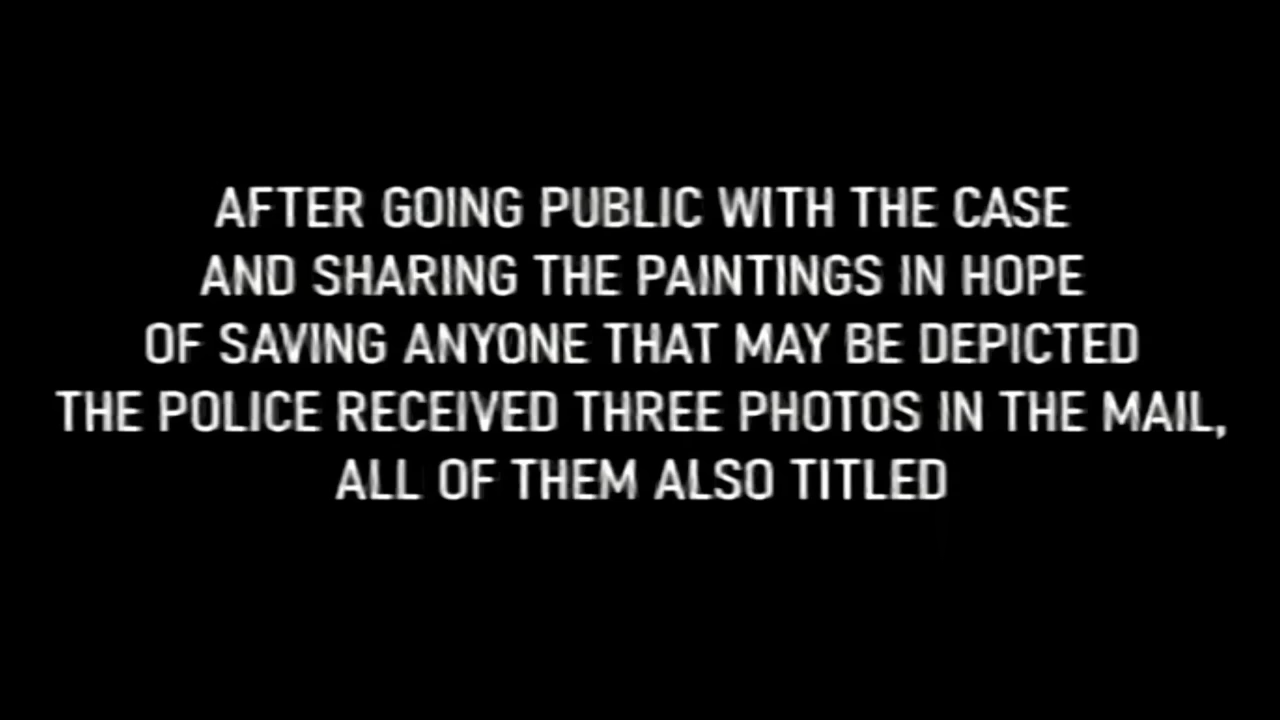 AFTER GOING PUBLIC WITH THE CASE
AND SHARING THE PAINTINGS IN HOPE
OF SAVING ANYONE THAT MAY BE DEPICTED
THE POLICE RECEIVED THREE PHOTOS IN THE MAIL,
ALL OF THEM ALSO TITLED